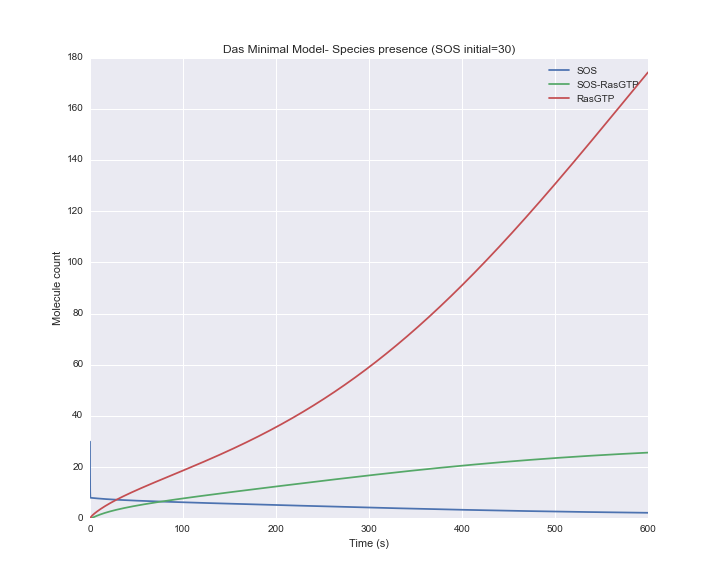 Das Minimal Model- Species presence (SOS initial=30)
SOS
SOS-RasGTP
RasGTP
Molecule count
180
160
140
120
100
80
60
40
20
0
0 100 200 300 400 500 600
Time (s)